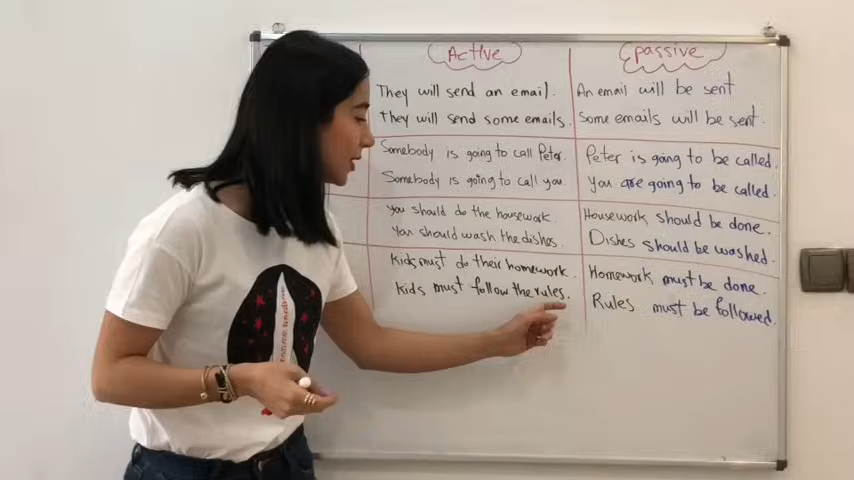 Active
Passive
They will send an email.
An email will be sent
They will send some emails.
Some emails will be sent.
Somebody is going to call Peter.
Peter is going to be called.
Somebody is going to call you.
You are going to be called.
You should do the housework.
Housework should be done.
You should wash the dishes.
Dishes should be washed.
Kids must do their homework.
Homework must be done.
Kids must follow the rules.
Rules must be followed.